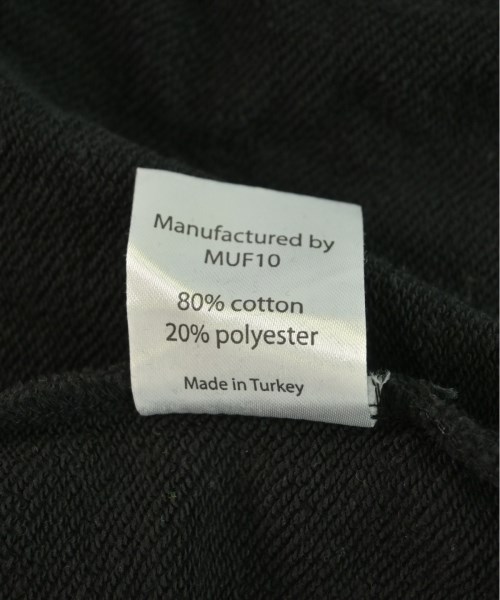 Manufactured by
MUF10
80% cotton
20% polyester
Made in Turkey